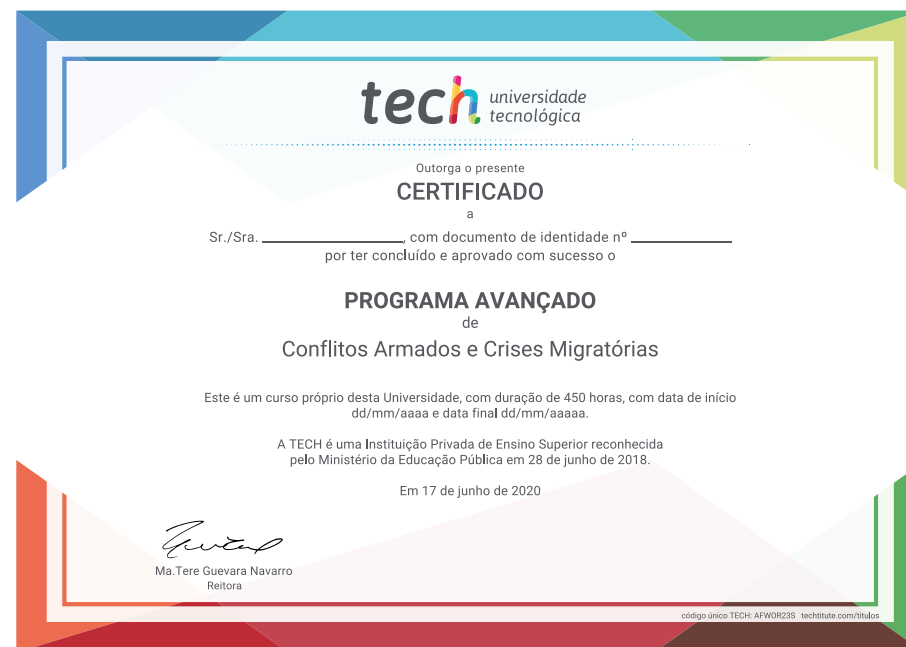 tech universidade
tecnológica
Outorga o presente
CERTIFICADO
a
Sr./Sra. ____________, com documento de identidade nº ____________
por ter concluído e aprovado com sucesso o
PROGRAMA AVANÇADO
de
Conflitos Armados e Crises Migratórias
Este é um curso próprio desta Universidade, com duração de 450 horas, com data de início
dd/mm/aaaa e data final dd/mm/aaaaa.
A TECH é uma Instituição Privada de Ensino Superior reconhecida
pelo Ministério da Educação Pública em 28 de junho de 2018.
Em 17 de junho de 2020
Ma.Tere Guevara Navarro
Reitora
código único TECH: AFWOR23S techtitute.com/titulos